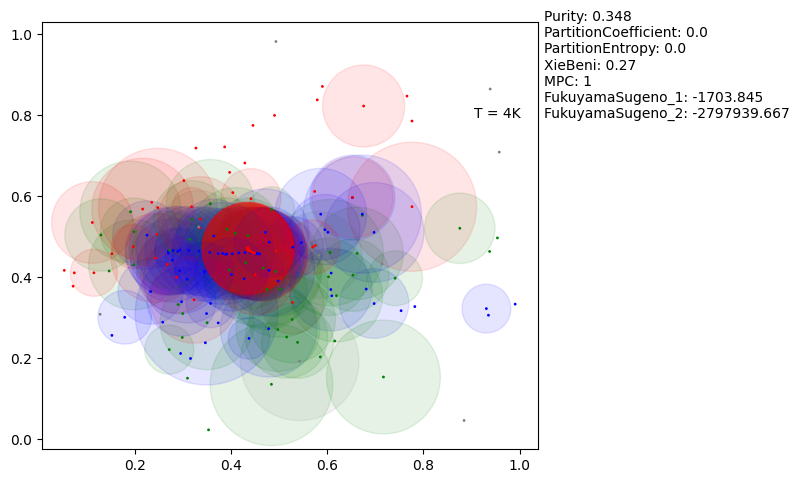 Purity: 0.348
PartitionCoefficient: 0.0
PartitionEntropy: 0.0
XieBeni: 0.27
MPC: 1
FukuyamaSugeno_1: -1703.845
FukuyamaSugeno_2: -2797939.667
T = 4K
1.0
0.8
0.6
0.4
0.2
0.0
0.2 0.4 0.6 0.8 1.0